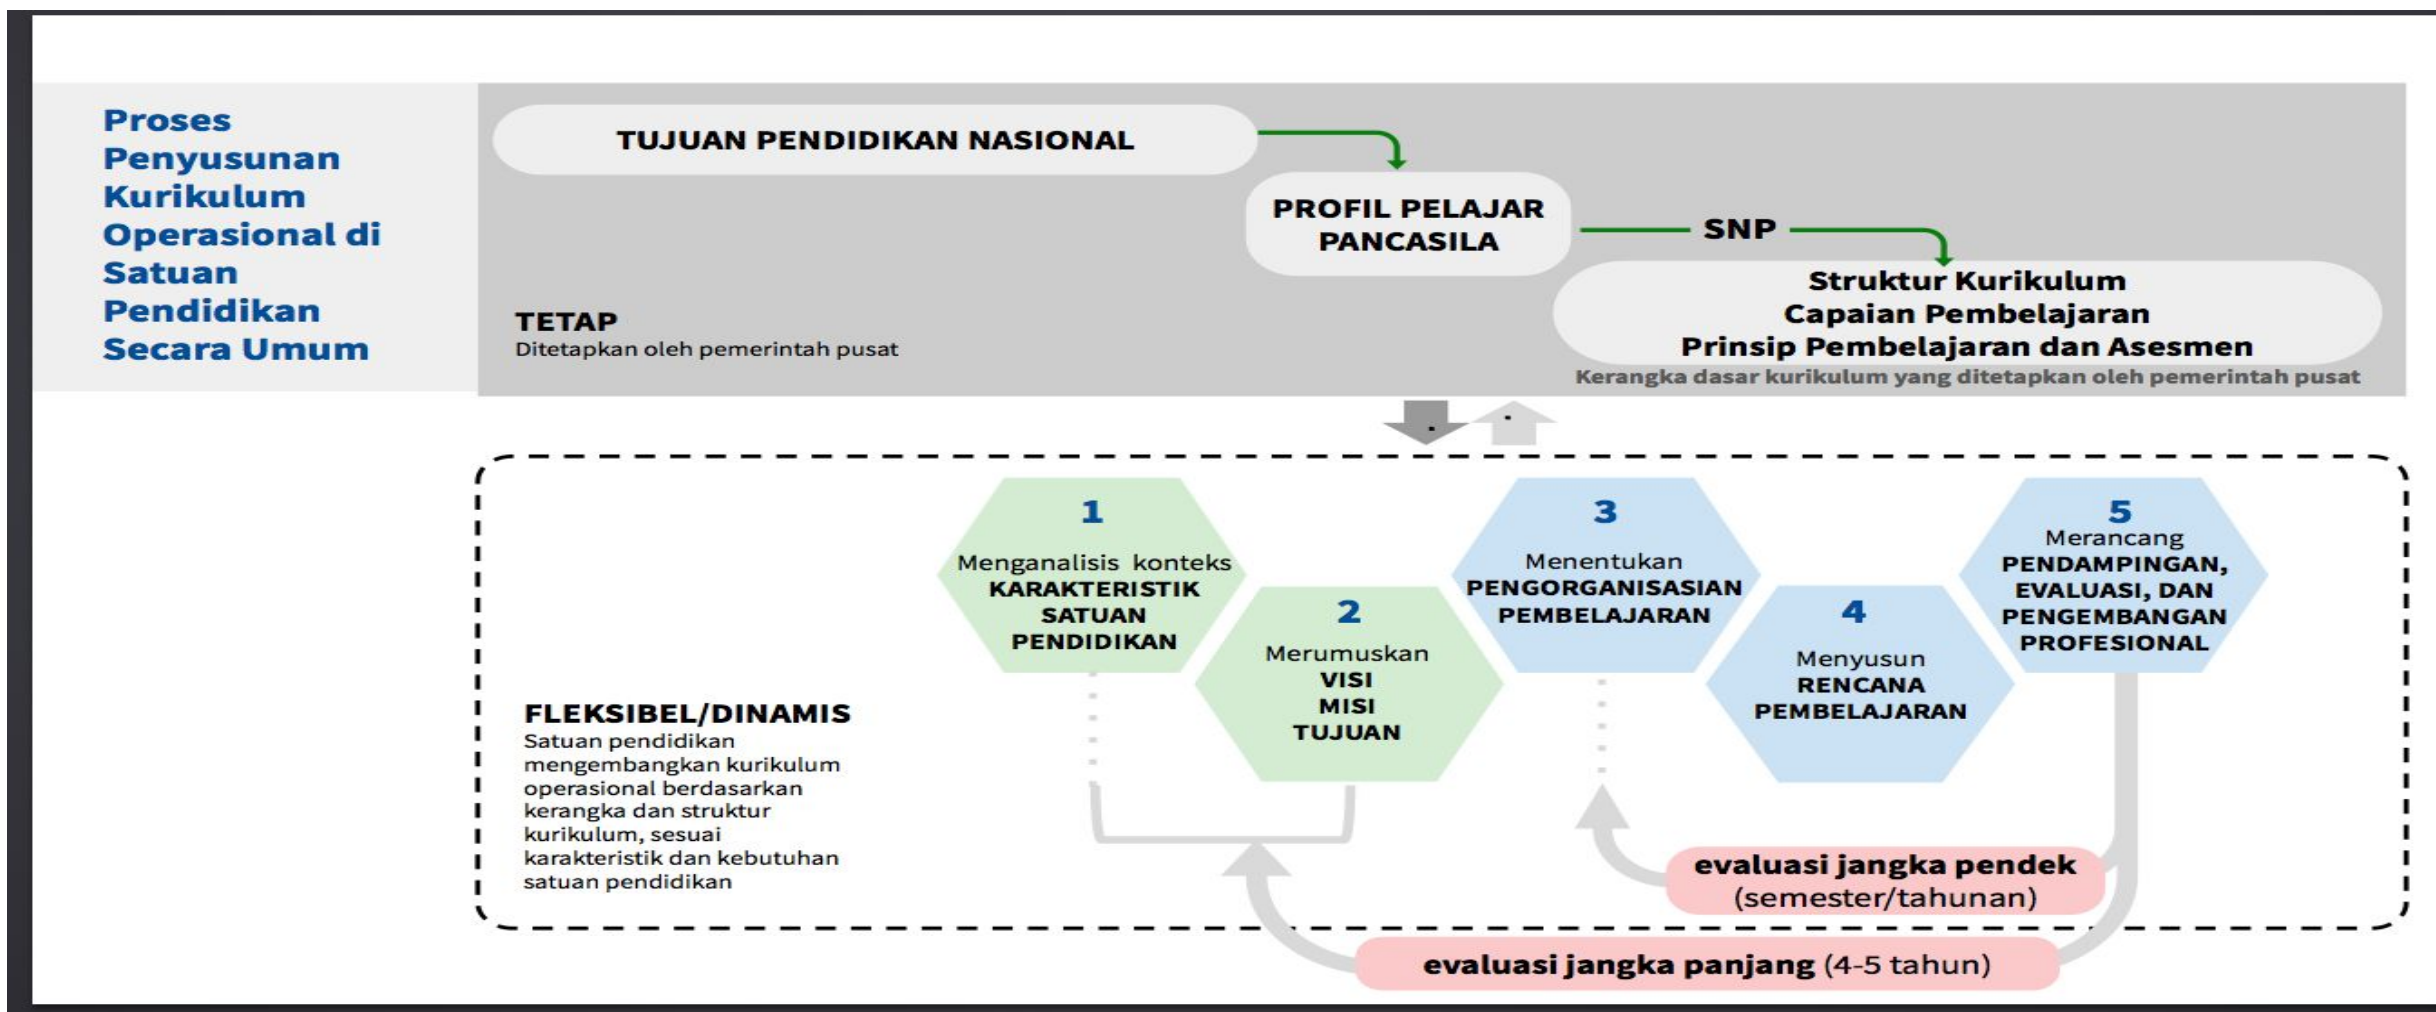 Proses
Penyusunan
Kurikulum
Operasional di
Satuan
Pendidikan
Secara Umum
TUJUAN PENDIDIKAN NASIONAL
PROFIL PELAJAR
PANCASILA
SNP
Struktur Kurikulum
Capaian Pembelajaran
Prinsip Pembelajaran dan Asesmen
Kerangka dasar kurikulum yang ditetapkan oleh pemerintah pusat
TETAP
Ditetapkan oleh pemerintah pusat
1
Menganalisis konteks
KARAKTERISTIK
SATUAN
PENDIDIKAN
2
Merumuskan
VISI
MISI
TUJUAN
3
Menentukan
PENGORGANISASIAN
PEMBELAJARAN
4
Menyusun
RENCANA
PEMBELAJARAN
5
Merancang
PENDAMPINGAN,
EVALUASI, DAN
PENGEMBANGAN
PROFESIONAL
FLEKSIBEL/DINAMIS
Satuan pendidikan
mengembangkan kurikulum
operasional berdasarkan
kerangka dan struktur
kurikulum, sesuai
karakteristik dan kebutuhan
satuan pendidikan
evaluasi jangka pendek
(semester/tahunan)
evaluasi jangka panjang (4-5 tahun)